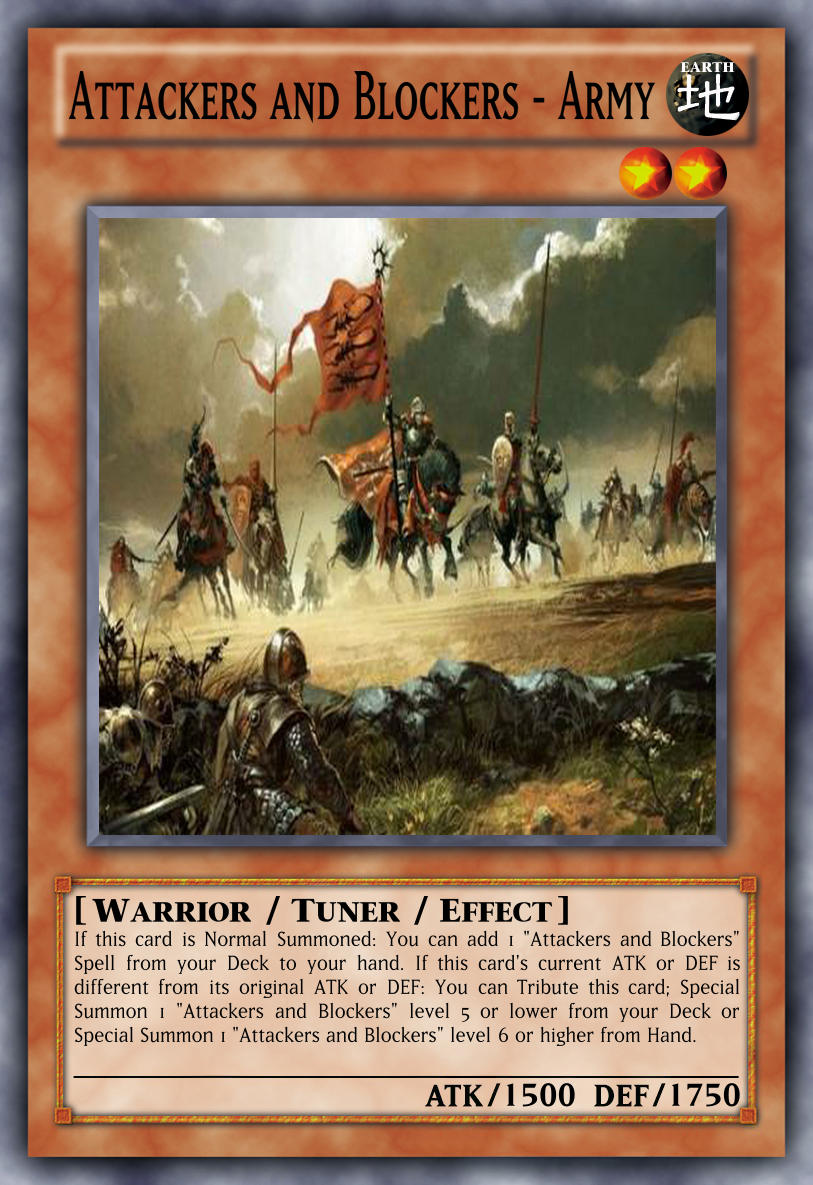 Attackers and Blockers - Army
EARTH
地
[ Warrior / Tuner / Effect ]
If this card is Normal Summoned: You can add 1 "Attackers and Blockers"
Spell from your Deck to your hand. If this card's current ATK or DEF is
different from its original ATK or DEF: You can Tribute this card; Special
Summon 1 "Attackers and Blockers" level 5 or lower from your Deck or
Special Summon 1 "Attackers and Blockers" level 6 or higher from Hand.
ATK/1500 DEF/1750